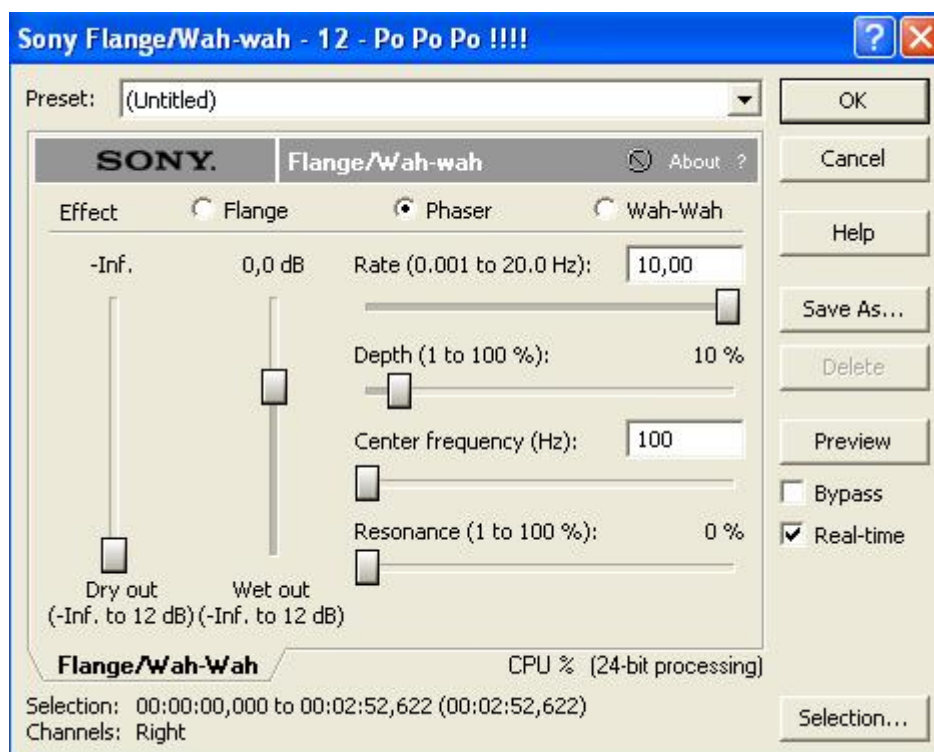 Sony Flange/Wah-wah - 12 - Po Po Po !!!!
Preset: (Untitled)
OK
SONY. Flange/Wah-wah About ?
Cancel
Effect Flange Phaser Wah-Wah
Help
-Inf. 0,0 dB Rate (0.001 to 20.0 Hz): 10,00
Save As...
Depth (1 to 100 %): 10 %
Delete
Center frequency (Hz): 100
Preview
Bypass
Resonance (1 to 100 %): 0 %
Real-time
Dry out Wet out
(-Inf. to 12 dB) (-Inf. to 12 dB)
Flange/Wah-Wah CPU % (24-bit processing)
Selection: 00:00:00,000 to 00:02:52,622 (00:02:52,622)
Channels: Right
Selection...